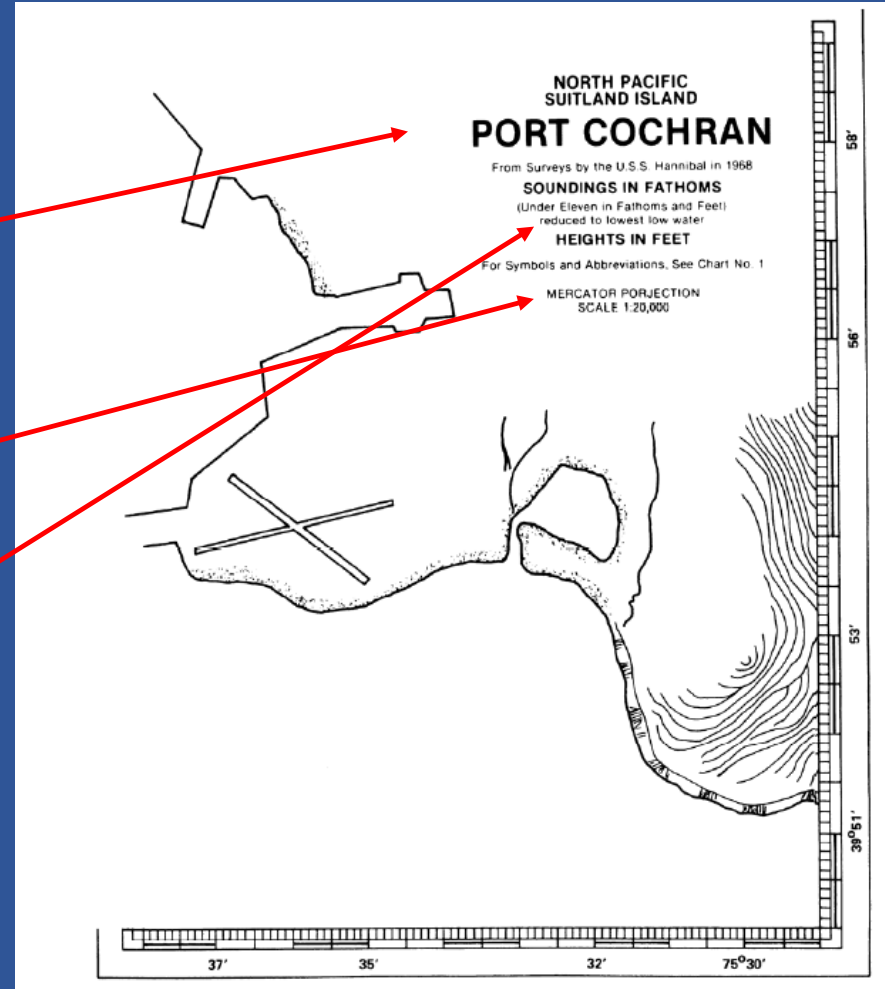 NORTH PACIFIC
SUITLAND ISLAND
PORT COCHRAN
From Surveys by the U.S.S. Hannibal in 1968
SOUNDINGS IN FATHOMS
(Under Eleven in Fathoms and Feet)
reduced to lowest low water
HEIGHTS IN FEET
For Symbols and Abbreviations, See Chart No. 1
MERCATOR PORJECTION
SCALE 1:20,000
58′
56′
53′
39°51′
37′ 35′ 32′ 75°30′